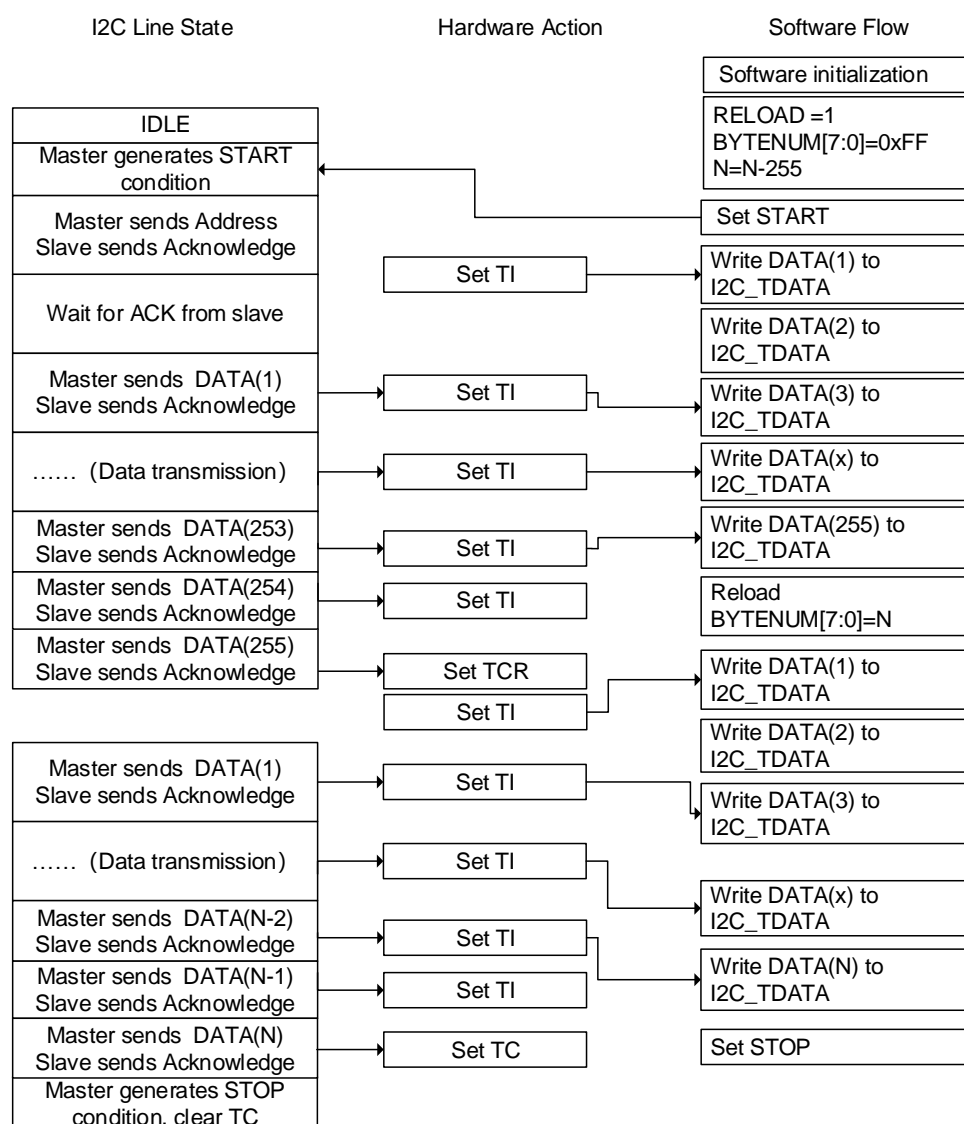 I2C Line State
Hardware Action
Software Flow
Software initialization
IDLE
RELOAD =1
BYTENUM[7:0]=0xFF
N=N-255
Master generates START
condition
Master sends Address
Slave sends Acknowledge
Set START
Set TI
Write DATA(1) to
I2C_TDATA
Wait for ACK from slave
Write DATA(2) to
I2C_TDATA
Master sends DATA(1)
Slave sends Acknowledge
Set TI
Write DATA(3) to
I2C_TDATA
...... (Data transmission)
Set TI
Write DATA(x) to
I2C_TDATA
Master sends DATA(253)
Slave sends Acknowledge
Set TI
Write DATA(255) to
I2C_TDATA
Master sends DATA(254)
Slave sends Acknowledge
Set TI
Reload
BYTENUM[7:0]=N
Master sends DATA(255)
Slave sends Acknowledge
Set TCR
Set TI
Write DATA(1) to
I2C_TDATA
Write DATA(2) to
I2C_TDATA
Master sends DATA(1)
Slave sends Acknowledge
Set TI
Write DATA(3) to
I2C_TDATA
...... (Data transmission)
Set TI
Write DATA(x) to
I2C_TDATA
Master sends DATA(N-2)
Slave sends Acknowledge
Set TI
Write DATA(N) to
I2C_TDATA
Master sends DATA(N-1)
Slave sends Acknowledge
Set TI
Master sends DATA(N)
Slave sends Acknowledge
Set TC
Set STOP
Master generates STOP
condition, clear TC